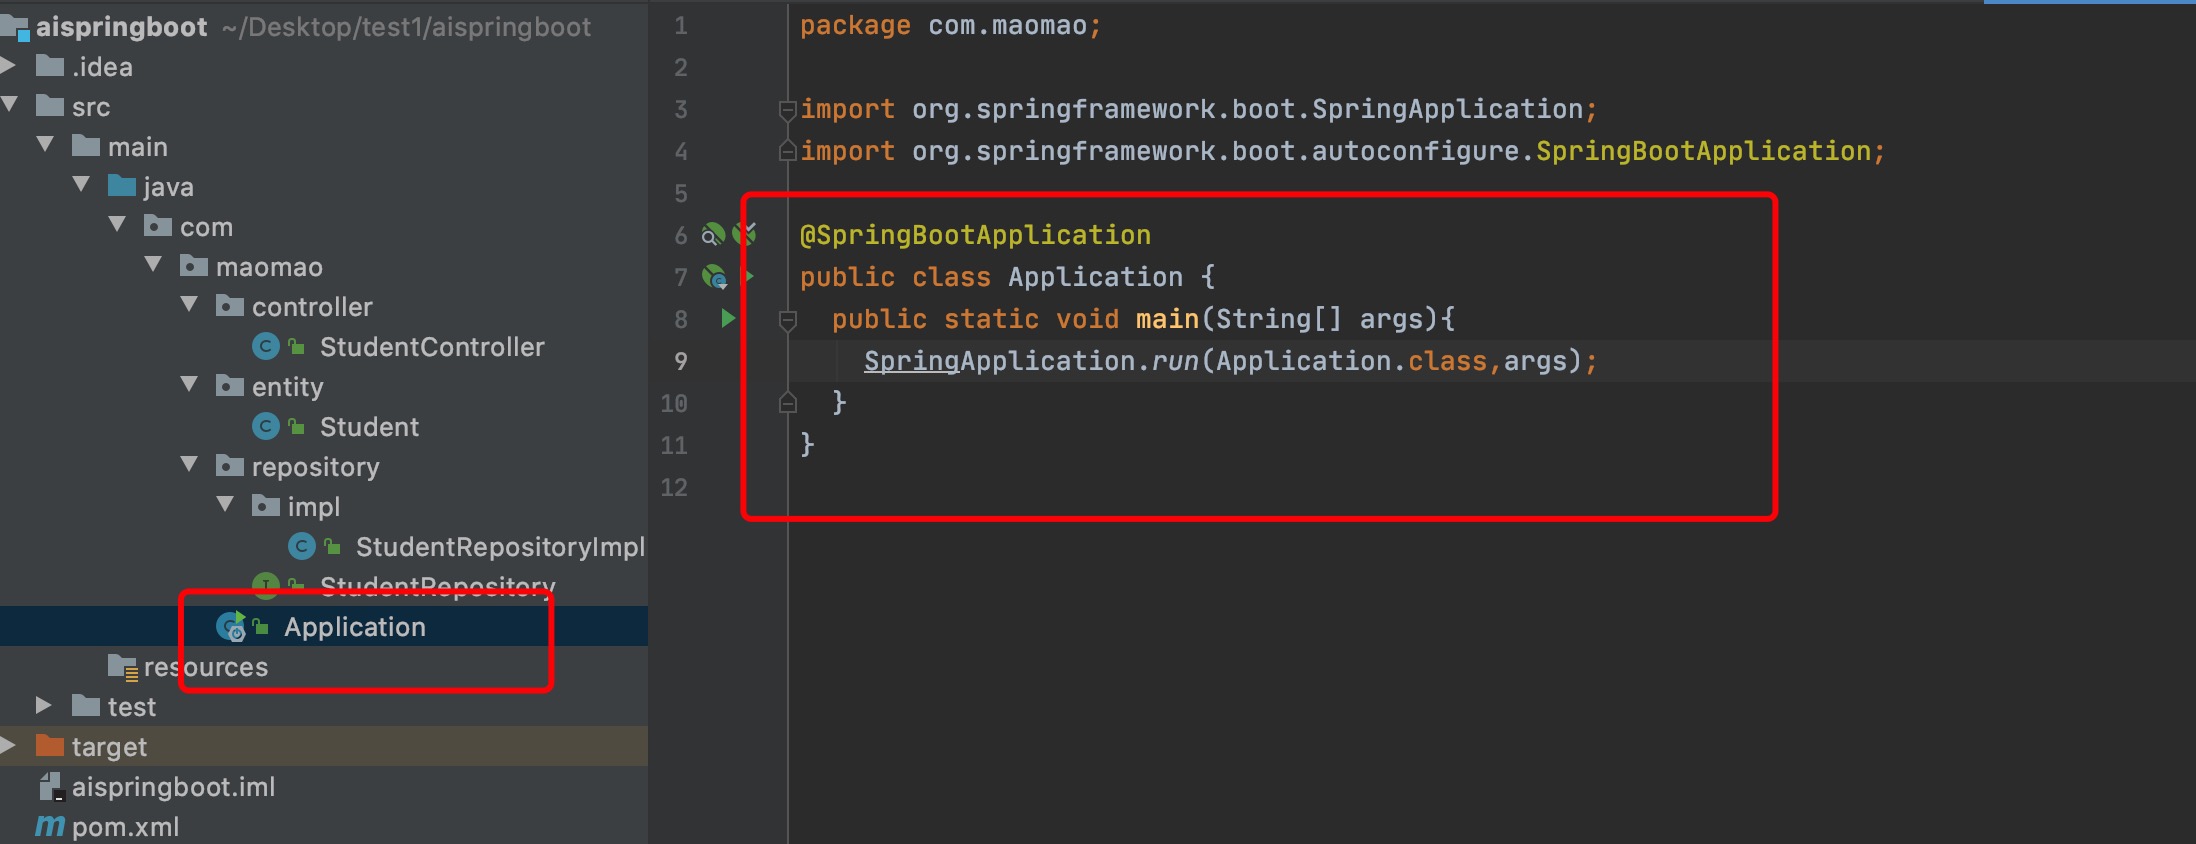 aispringboot ~/Desktop/test1/aispringboot
.idea
src
main
java
com
maomao
controller
StudentController
entity
Student
repository
impl
StudentRepositoryImpl
StudentRepository
Application
resources
test
target
aispringboot.iml
pom.xml
1 package com.maomao;
2
3 import org.springframework.boot.SpringApplication;
4 import org.springframework.boot.autoconfigure.SpringBootApplication;
5
6 @SpringBootApplication
7 public class Application {
8 public static void main(String[] args){
9 SpringApplication.run(Application.class,args);
10 }
11 }
12